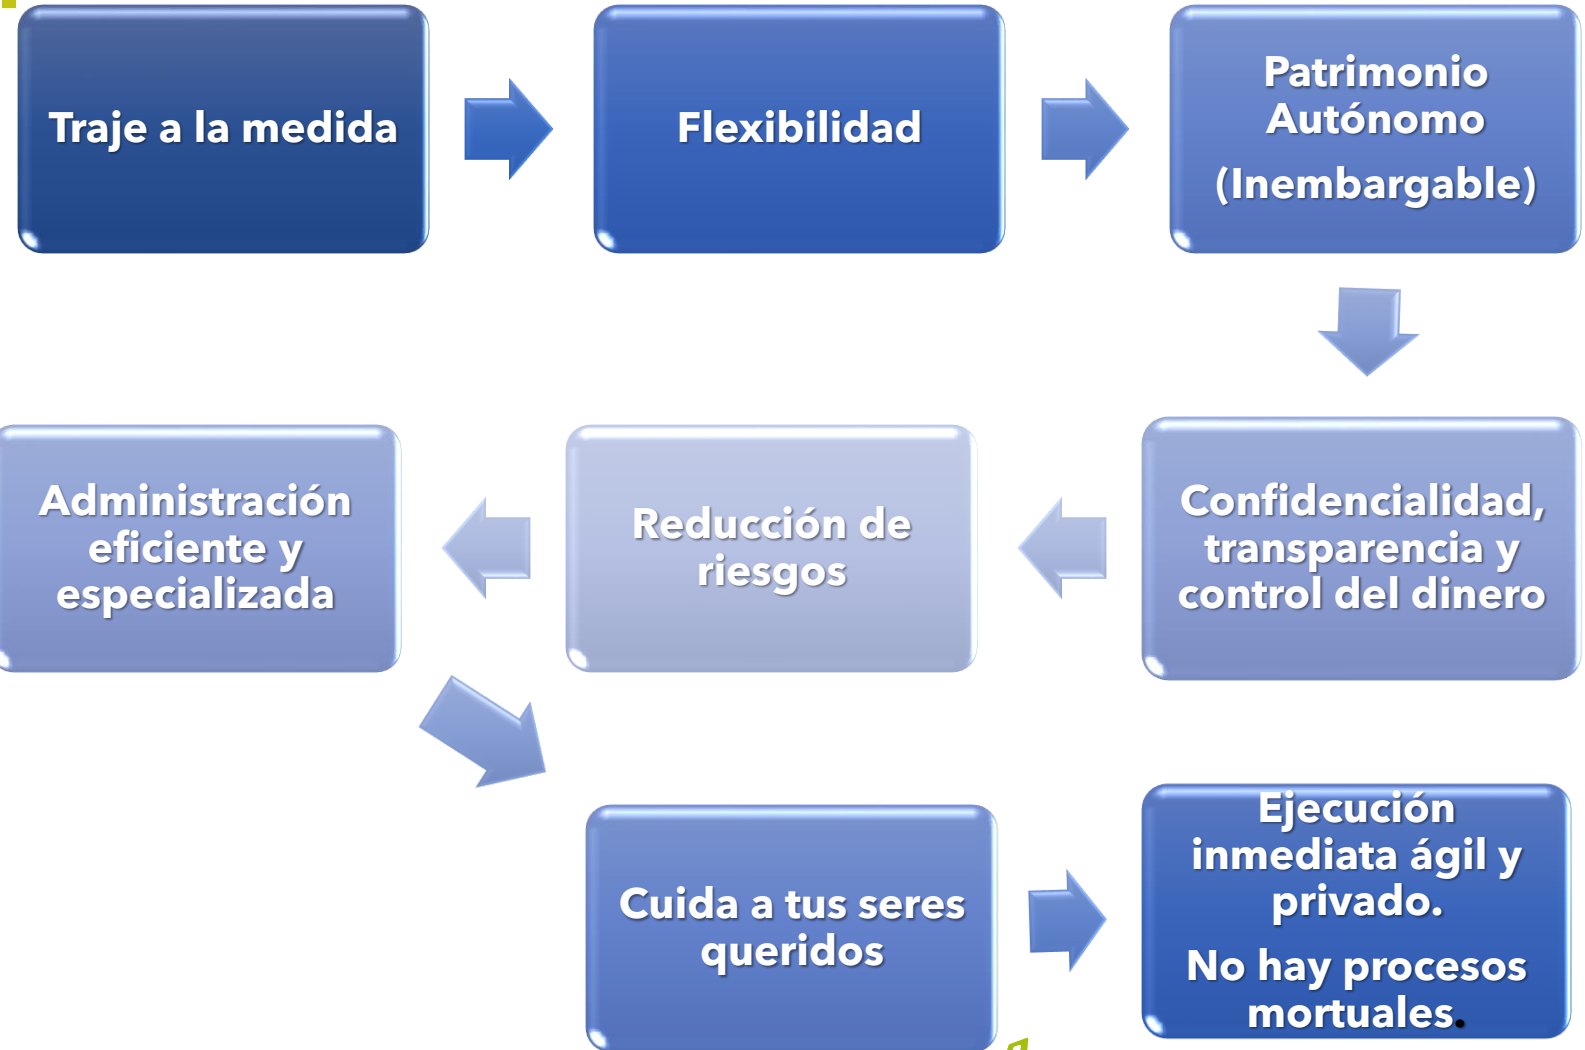 Traje a la medida
Flexibilidad
Patrimonio
Autónomo
(Inembargable)
Confidencialidad,
transparencia y
control del dinero
Reducción de
riesgos
Administración
eficiente y
especializada
Cuida a tus seres
queridos
Ejecución
inmediata ágil y
privado.
No hay procesos
mortuales.